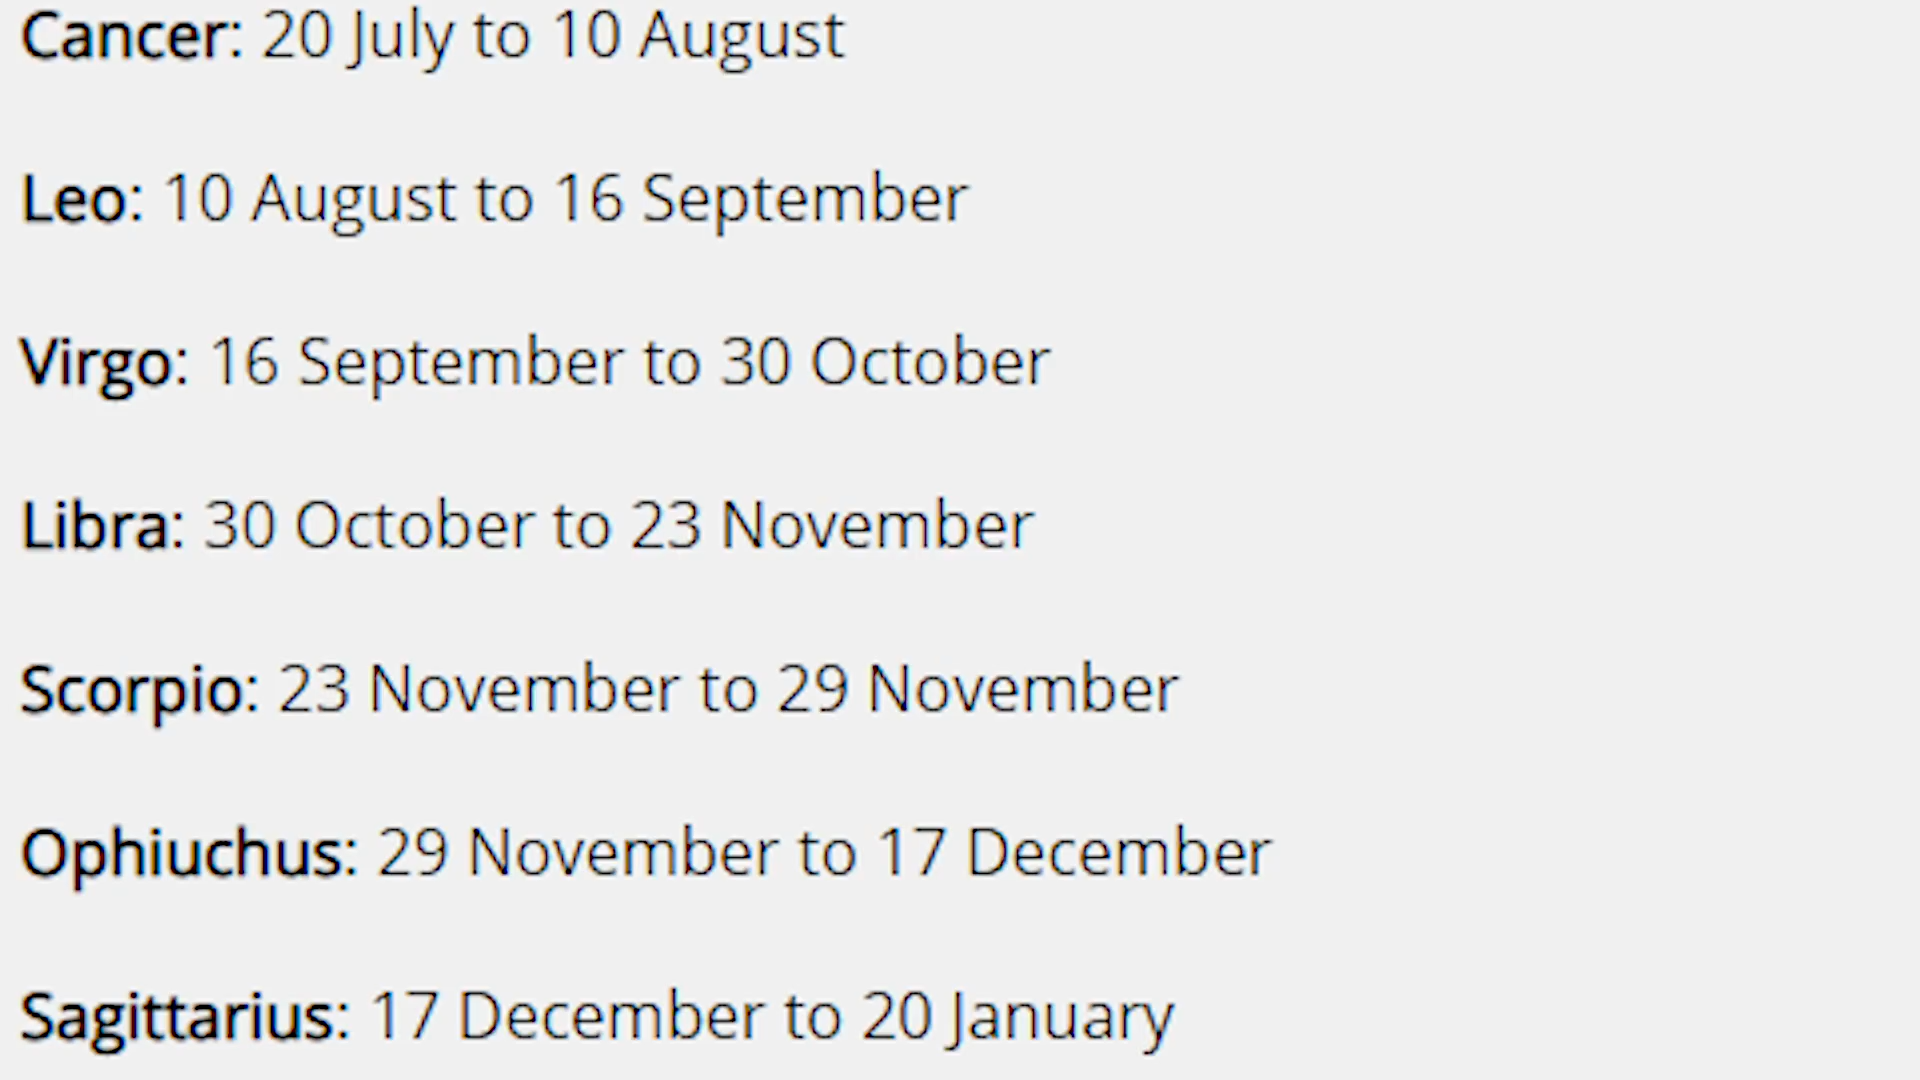 Cancer: 20 July to 10 August
Leo: 10 August to 16 September
Virgo: 16 September to 30 October
Libra: 30 October to 23 November
Scorpio: 23 November to 29 November
Ophiuchus: 29 November to 17 December
Sagittarius: 17 December to 20 January